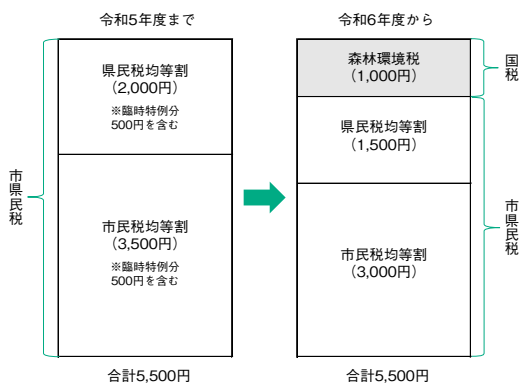 令和5年度まで
県民税均等割
（2,000円）
※臨時特例分
500円を含む
市民税均等割
（3,500円）
※臨時特例分
500円を含む
市県民税
合計5,500円
令和6年度から
森林環境税
（1,000円）
国税
県民税均等割
（1,500円）
市民税均等割
（3,000円）
市県民税
合計5,500円